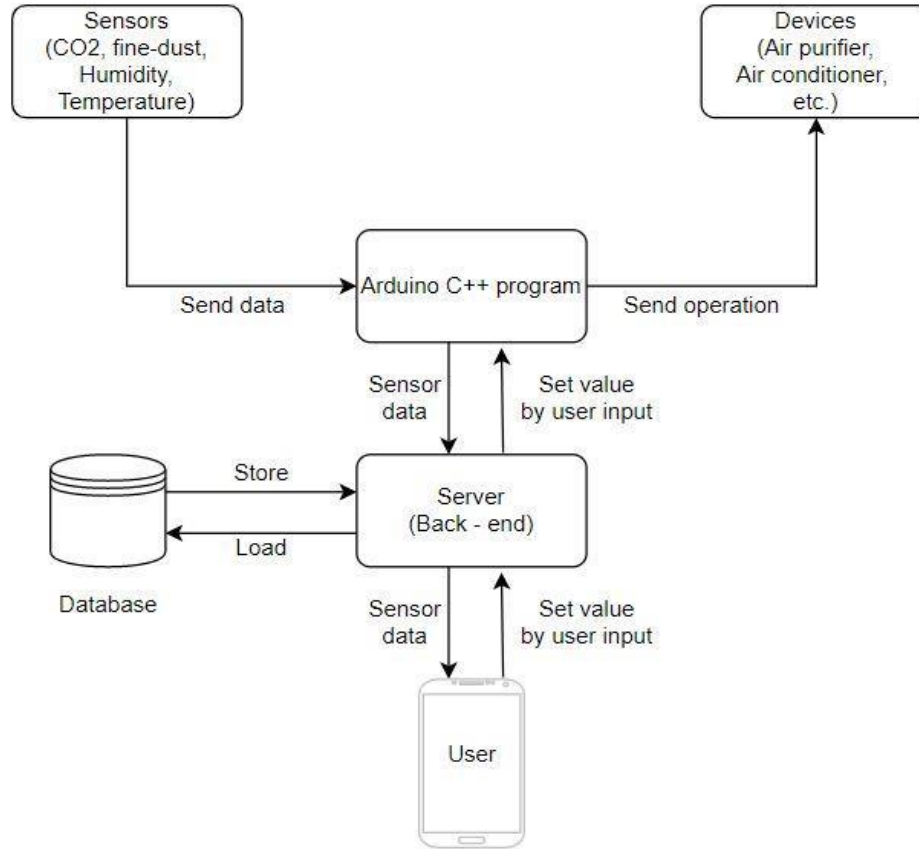 Sensors
(CO2, fine-dust,
Humidity,
Temperature)
Devices
(Air purifier,
Air conditioner,
etc.)
Arduino C++ program
Send data
Send operation
Sensor
data
Set value
by user input
Store
Server
(Back - end)
Load
Database
Sensor
data
Set value
by user input
User